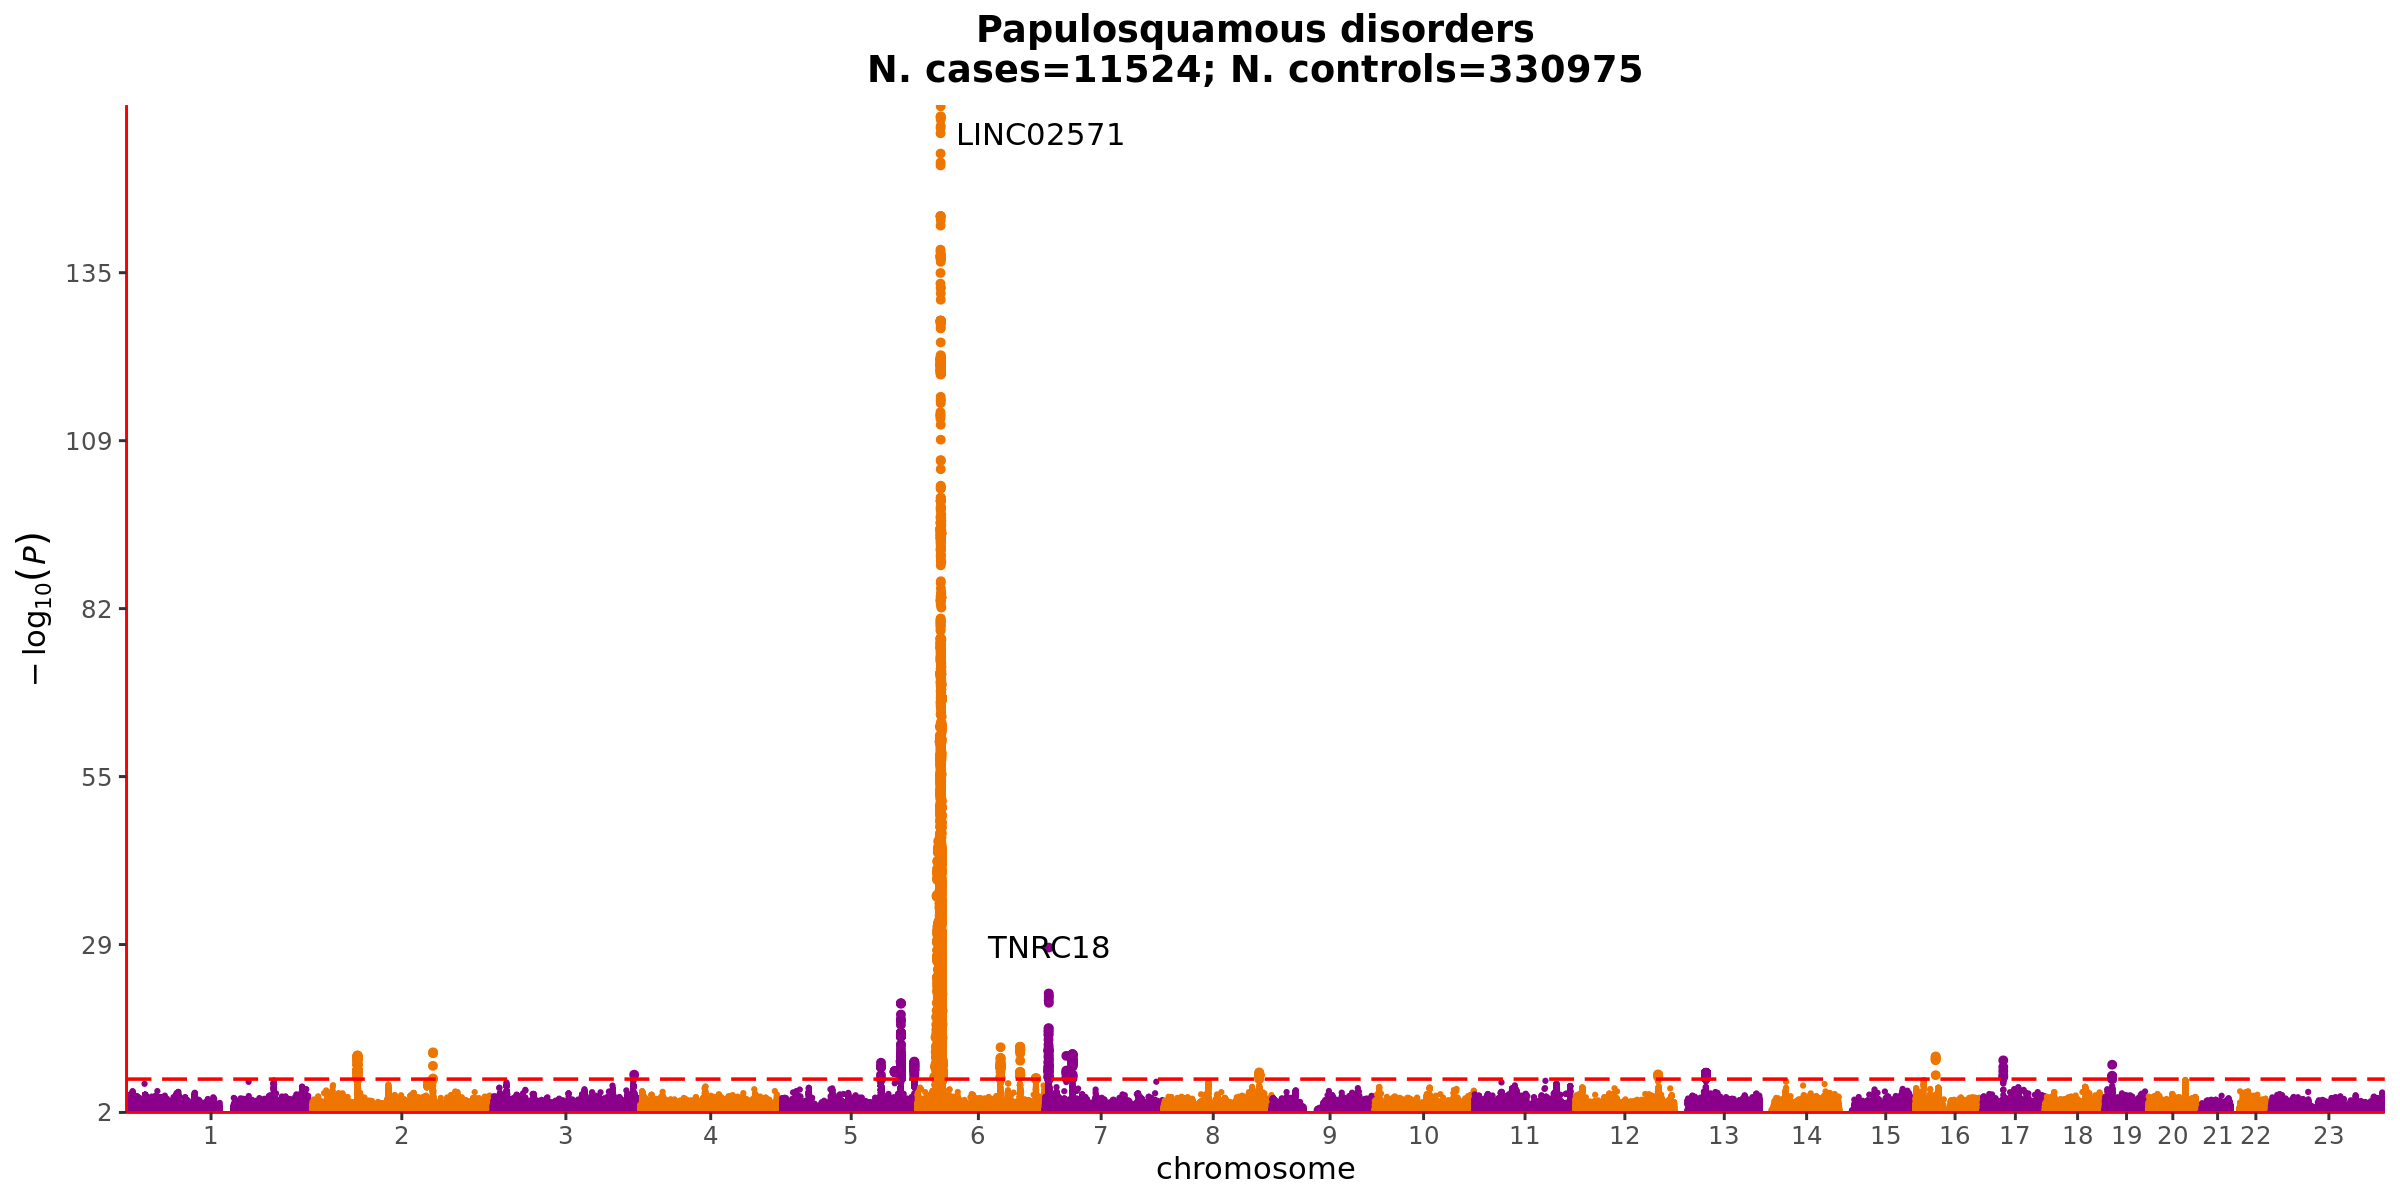 Papulosquamous disorders
N. cases=11524; N. controls=330975
LINC02571
TNRC18
−log10(P)
135
109
82
55
29
2
1 2 3 4 5 6 7 8 9 10 11 12 13 14 15 16 17 18 19 20 21 22 23
chromosome